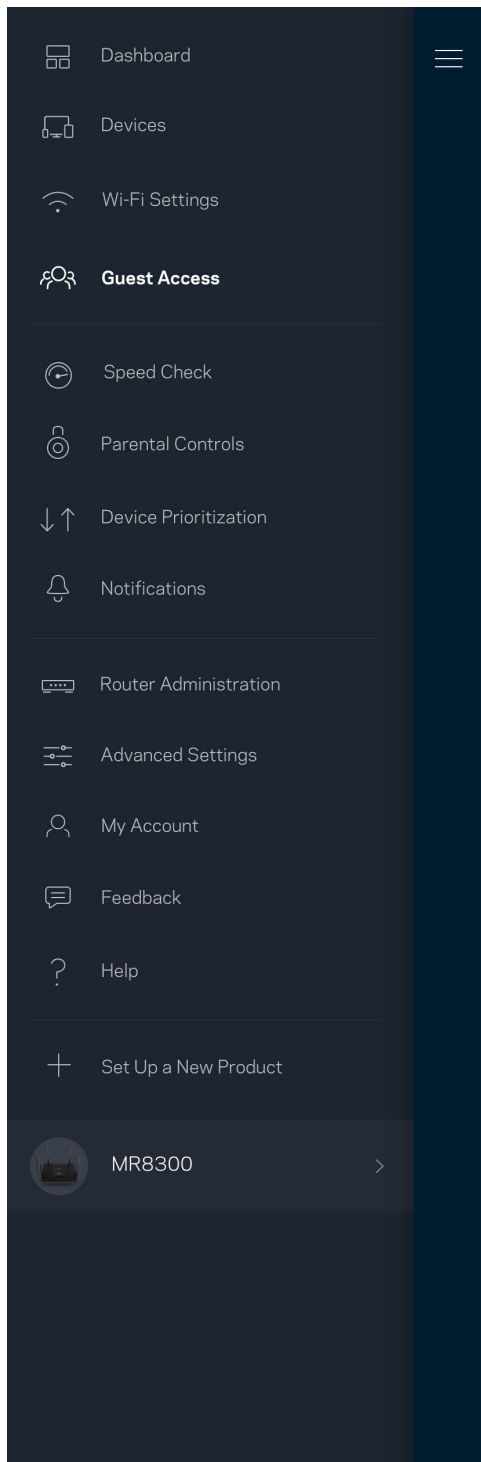 Dashboard
Devices
Wi-Fi Settings
Guest Access
Speed Check
Parental Controls
Device Prioritization
Notifications
Router Administration
Advanced Settings
My Account
Feedback
Help
Set Up a New Product
MR8300